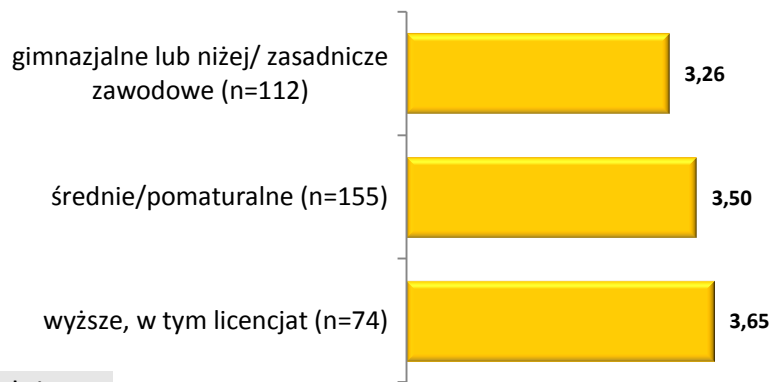 gimnazjalne lub niżej/ zasadnicze
zawodowe (n=112)
3,26
średnie/pomaturalne (n=155)
3,50
wyższe, w tym licencjat (n=74)
3,65